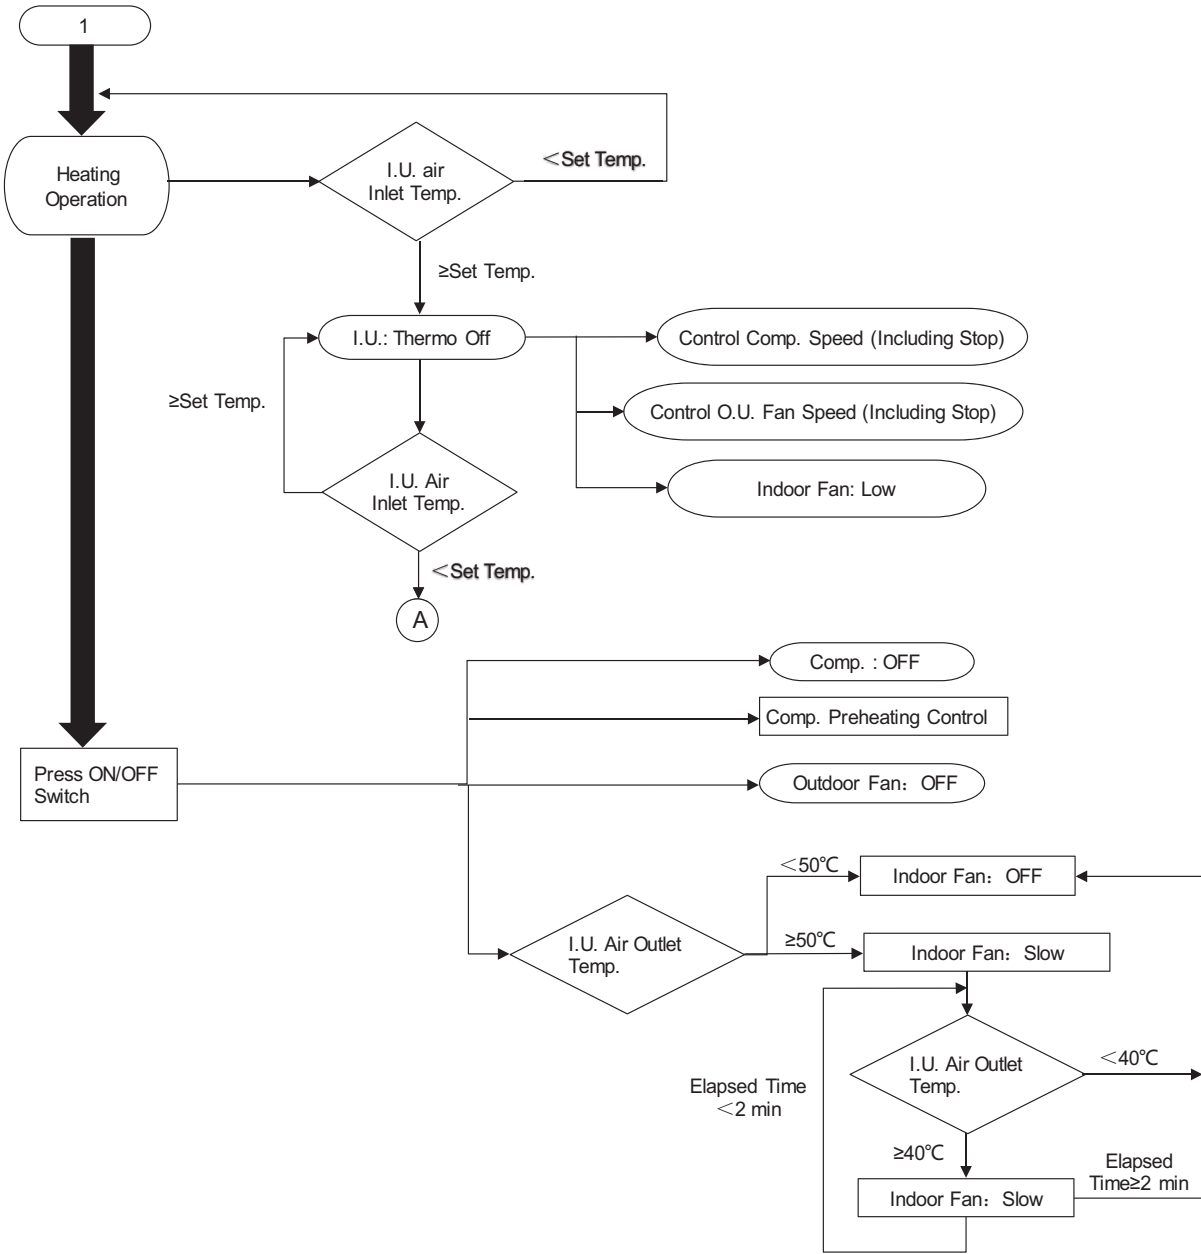 1
Heating
Operation
I.U. air
Inlet Temp.
＜Set Temp.
≥Set Temp.
I.U.: Thermo Off
Control Comp. Speed (Including Stop)
≥Set Temp.
Control O.U. Fan Speed (Including Stop)
I.U. Air
Inlet Temp.
Indoor Fan: Low
＜Set Temp.
A
Comp. : OFF
Comp. Preheating Control
Press ON/OFF
Switch
Outdoor Fan：OFF
＜50℃
Indoor Fan：OFF
I.U. Air Outlet
Temp.
≥50℃
Indoor Fan：Slow
I.U. Air Outlet
Temp.
＜40℃
Elapsed Time
＜2 min
≥40℃
Elapsed
Time≥2 min
Indoor Fan：Slow